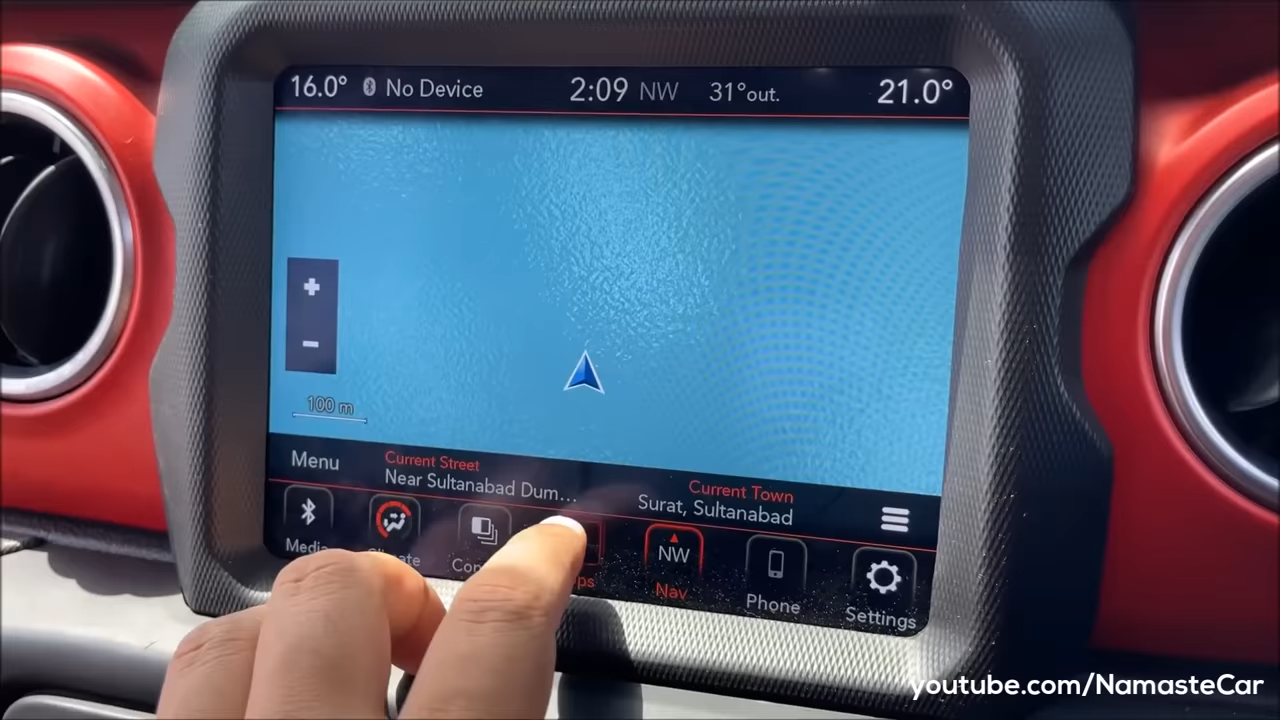 16.0° No Device 2:09 NW 31°out. 21.0°
+
-
100 m
Menu
Current Street
Near Sultanabad Dum...
Current Town
Surat, Sultanabad
NW
Nav
Phone
Settings
youtube.com/NamasteCar